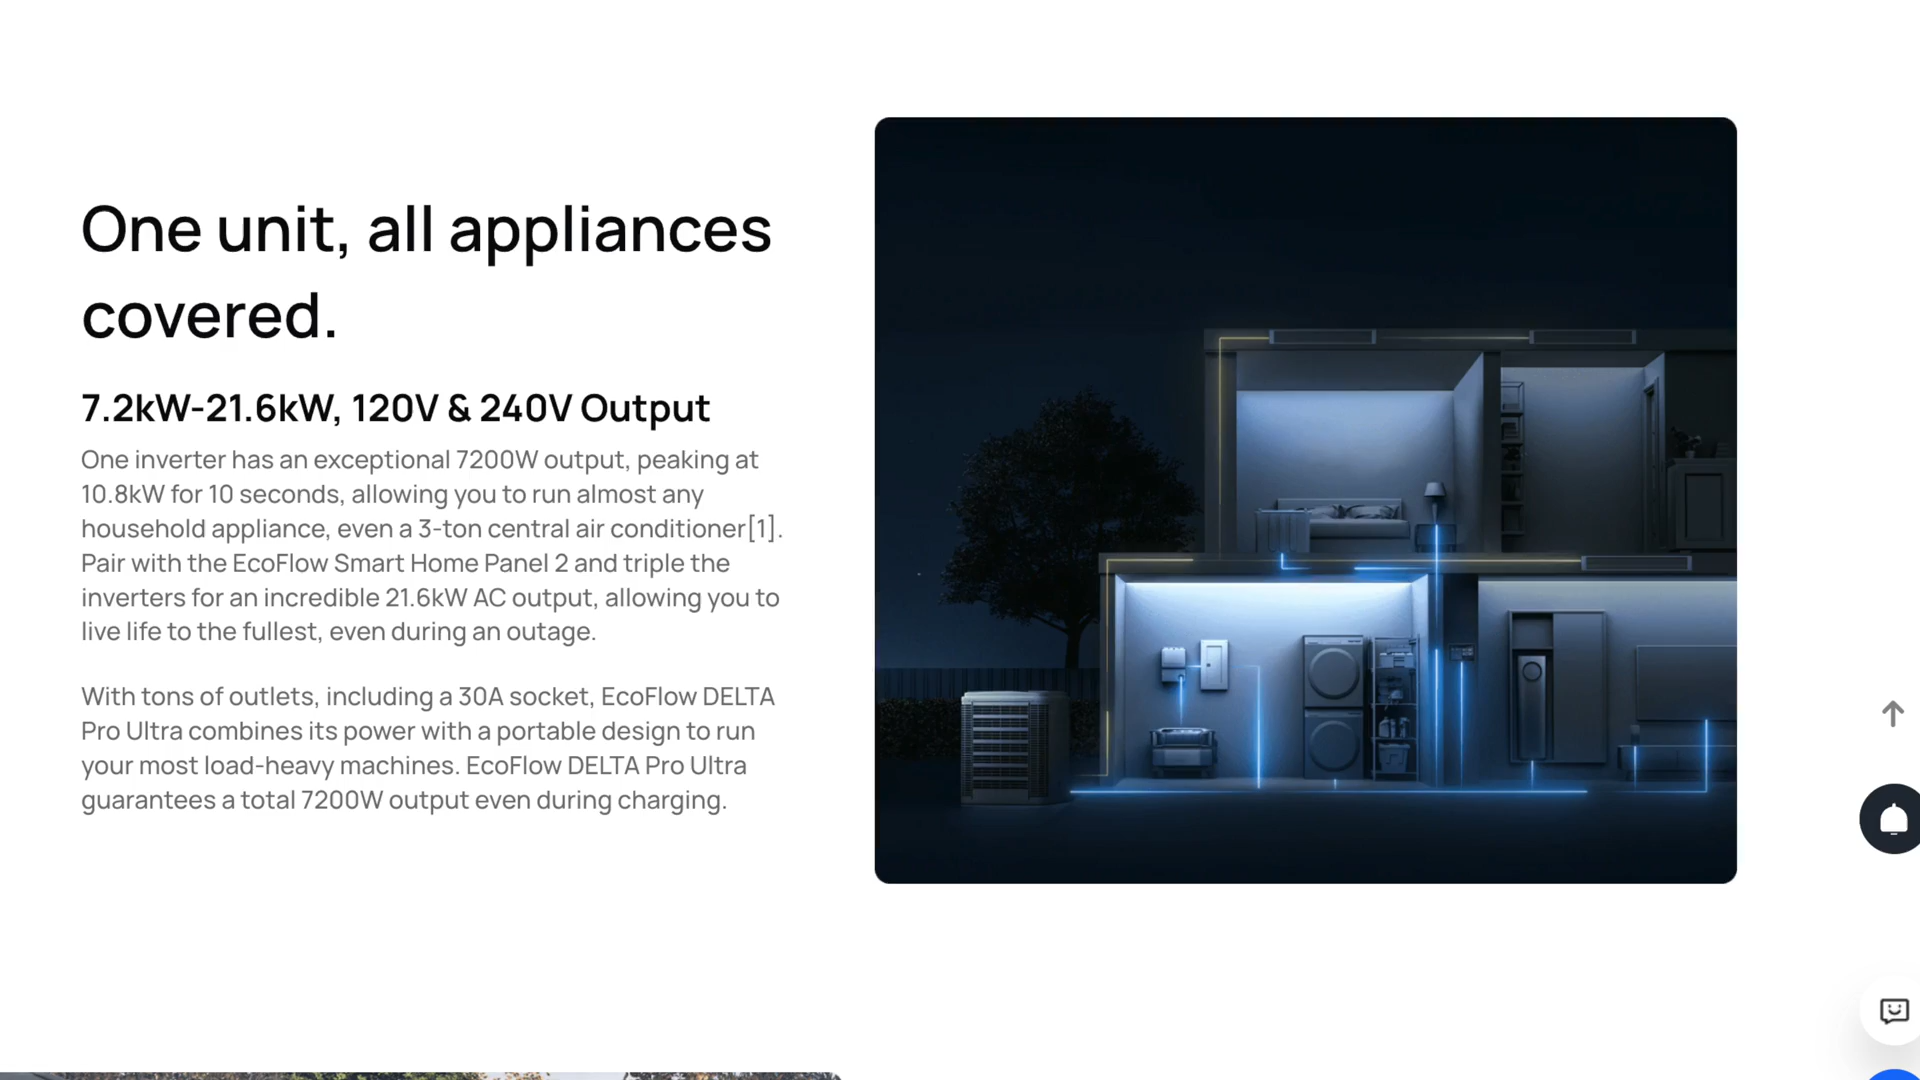 One unit, all appliances
covered.
7.2kW-21.6kW, 120V & 240V Output
One inverter has an exceptional 7200W output, peaking at
10.8kW for 10 seconds, allowing you to run almost any
household appliance, even a 3-ton central air conditioner[1].
Pair with the EcoFlow Smart Home Panel 2 and triple the
inverters for an incredible 21.6kW AC output, allowing you to
live life to the fullest, even during an outage.
With tons of outlets, including a 30A socket, EcoFlow DELTA
Pro Ultra combines its power with a portable design to run
your most load-heavy machines. EcoFlow DELTA Pro Ultra
guarantees a total 7200W output even during charging.